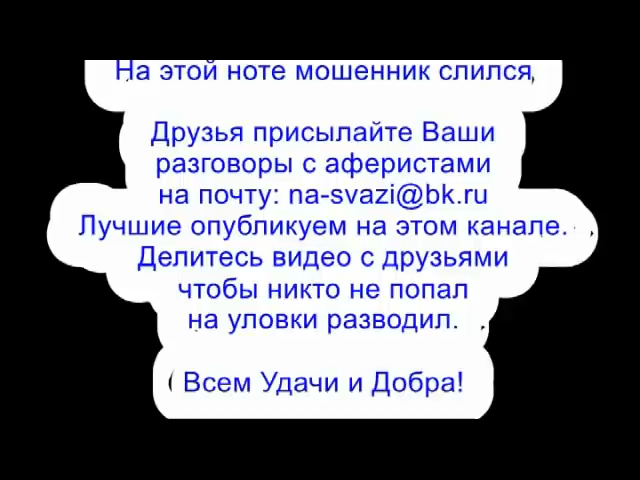 На этой ноте мошенник слился,
Друзья присылайте Ваши
разговоры с аферистами
на почту: na-svazi@bk.ru
Лучшие опубликуем на этом канале.
Делитесь видео с друзьями
чтобы никто не попал
на уловки разводил.
Всем Удачи и Добра!